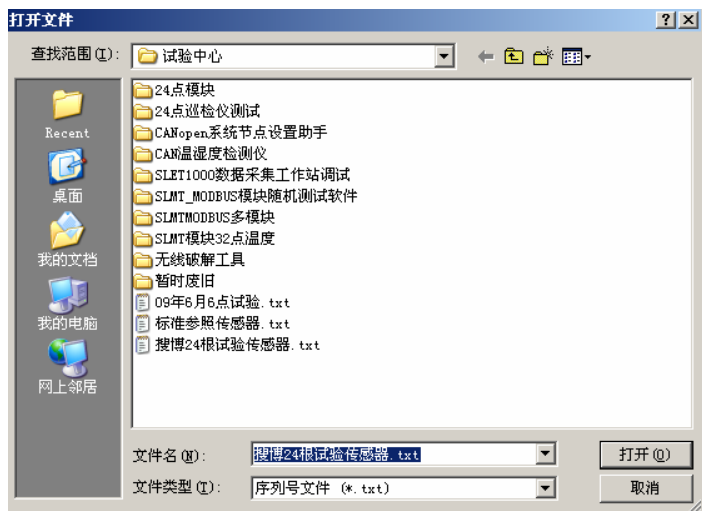 打开文件
查找范围(I): 试验中心
Recent
桌面
我的文档
我的电脑
网上邻居
24点模块
24点巡检仪测试
CANopen系统节点设置助手
CAN温湿度检测仪
SLET1000数据采集工作站调试
SLMT_MODBUS模块随机测试软件
SLMTMODBUS多模块
SLMT模块32点温度
无线破解工具
暂时废旧
09年6月6点试验.txt
标准参照传感器.txt
搜博24根试验传感器.txt
文件名(N): 搜博24根试验传感器.txt 打开(O)
文件类型(T): 序列号文件 (*.txt) 取消